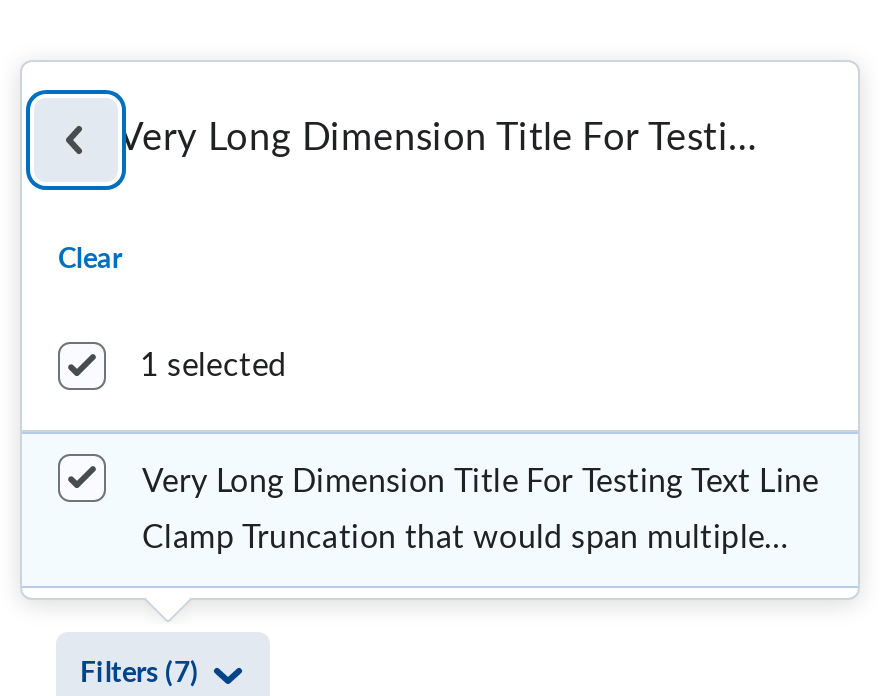 Very Long Dimension Title For Testi...
Clear
1 selected
Very Long Dimension Title For Testing Text Line
Clamp Truncation that would span multiple...
Filters (7)